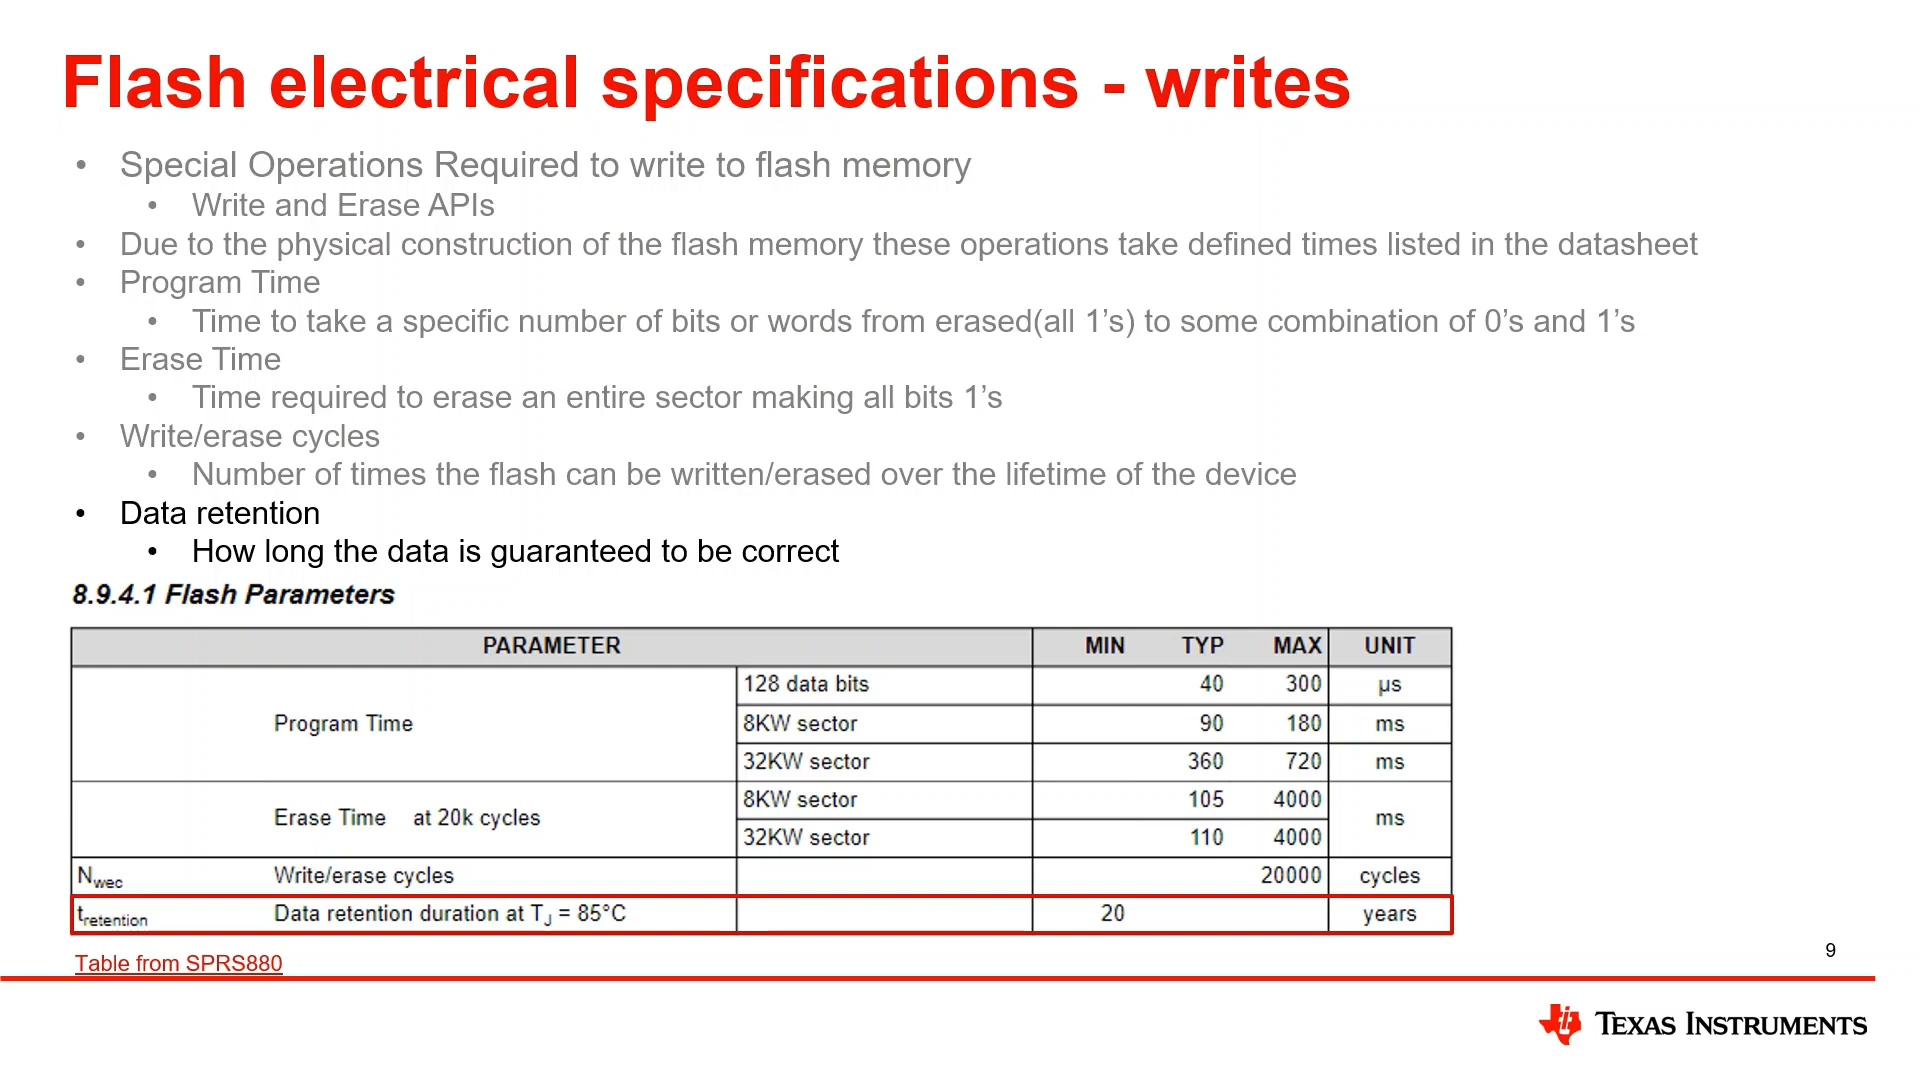 Flash electrical specifications - writes
• Special Operations Required to write to flash memory
• Write and Erase APIs
• Due to the physical construction of the flash memory these operations take defined times listed in the datasheet
• Program Time
• Time to take a specific number of bits or words from erased(all 1’s) to some combination of 0’s and 1’s
• Erase Time
• Time required to erase an entire sector making all bits 1’s
• Write/erase cycles
• Number of times the flash can be written/erased over the lifetime of the device
• Data retention
• How long the data is guaranteed to be correct
8.9.4.1 Flash Parameters
PARAMETER MIN TYP MAX UNIT
Program Time 128 data bits 40 300 µs
8KW sector 90 180 ms
32KW sector 360 720 ms
Erase Time at 20k cycles 8KW sector 105 4000 ms
32KW sector 110 4000
Nwec Write/erase cycles 20000 cycles
tretention Data retention duration at TJ = 85°C 20 years
Table from SPRS880
9
TEXAS INSTRUMENTS